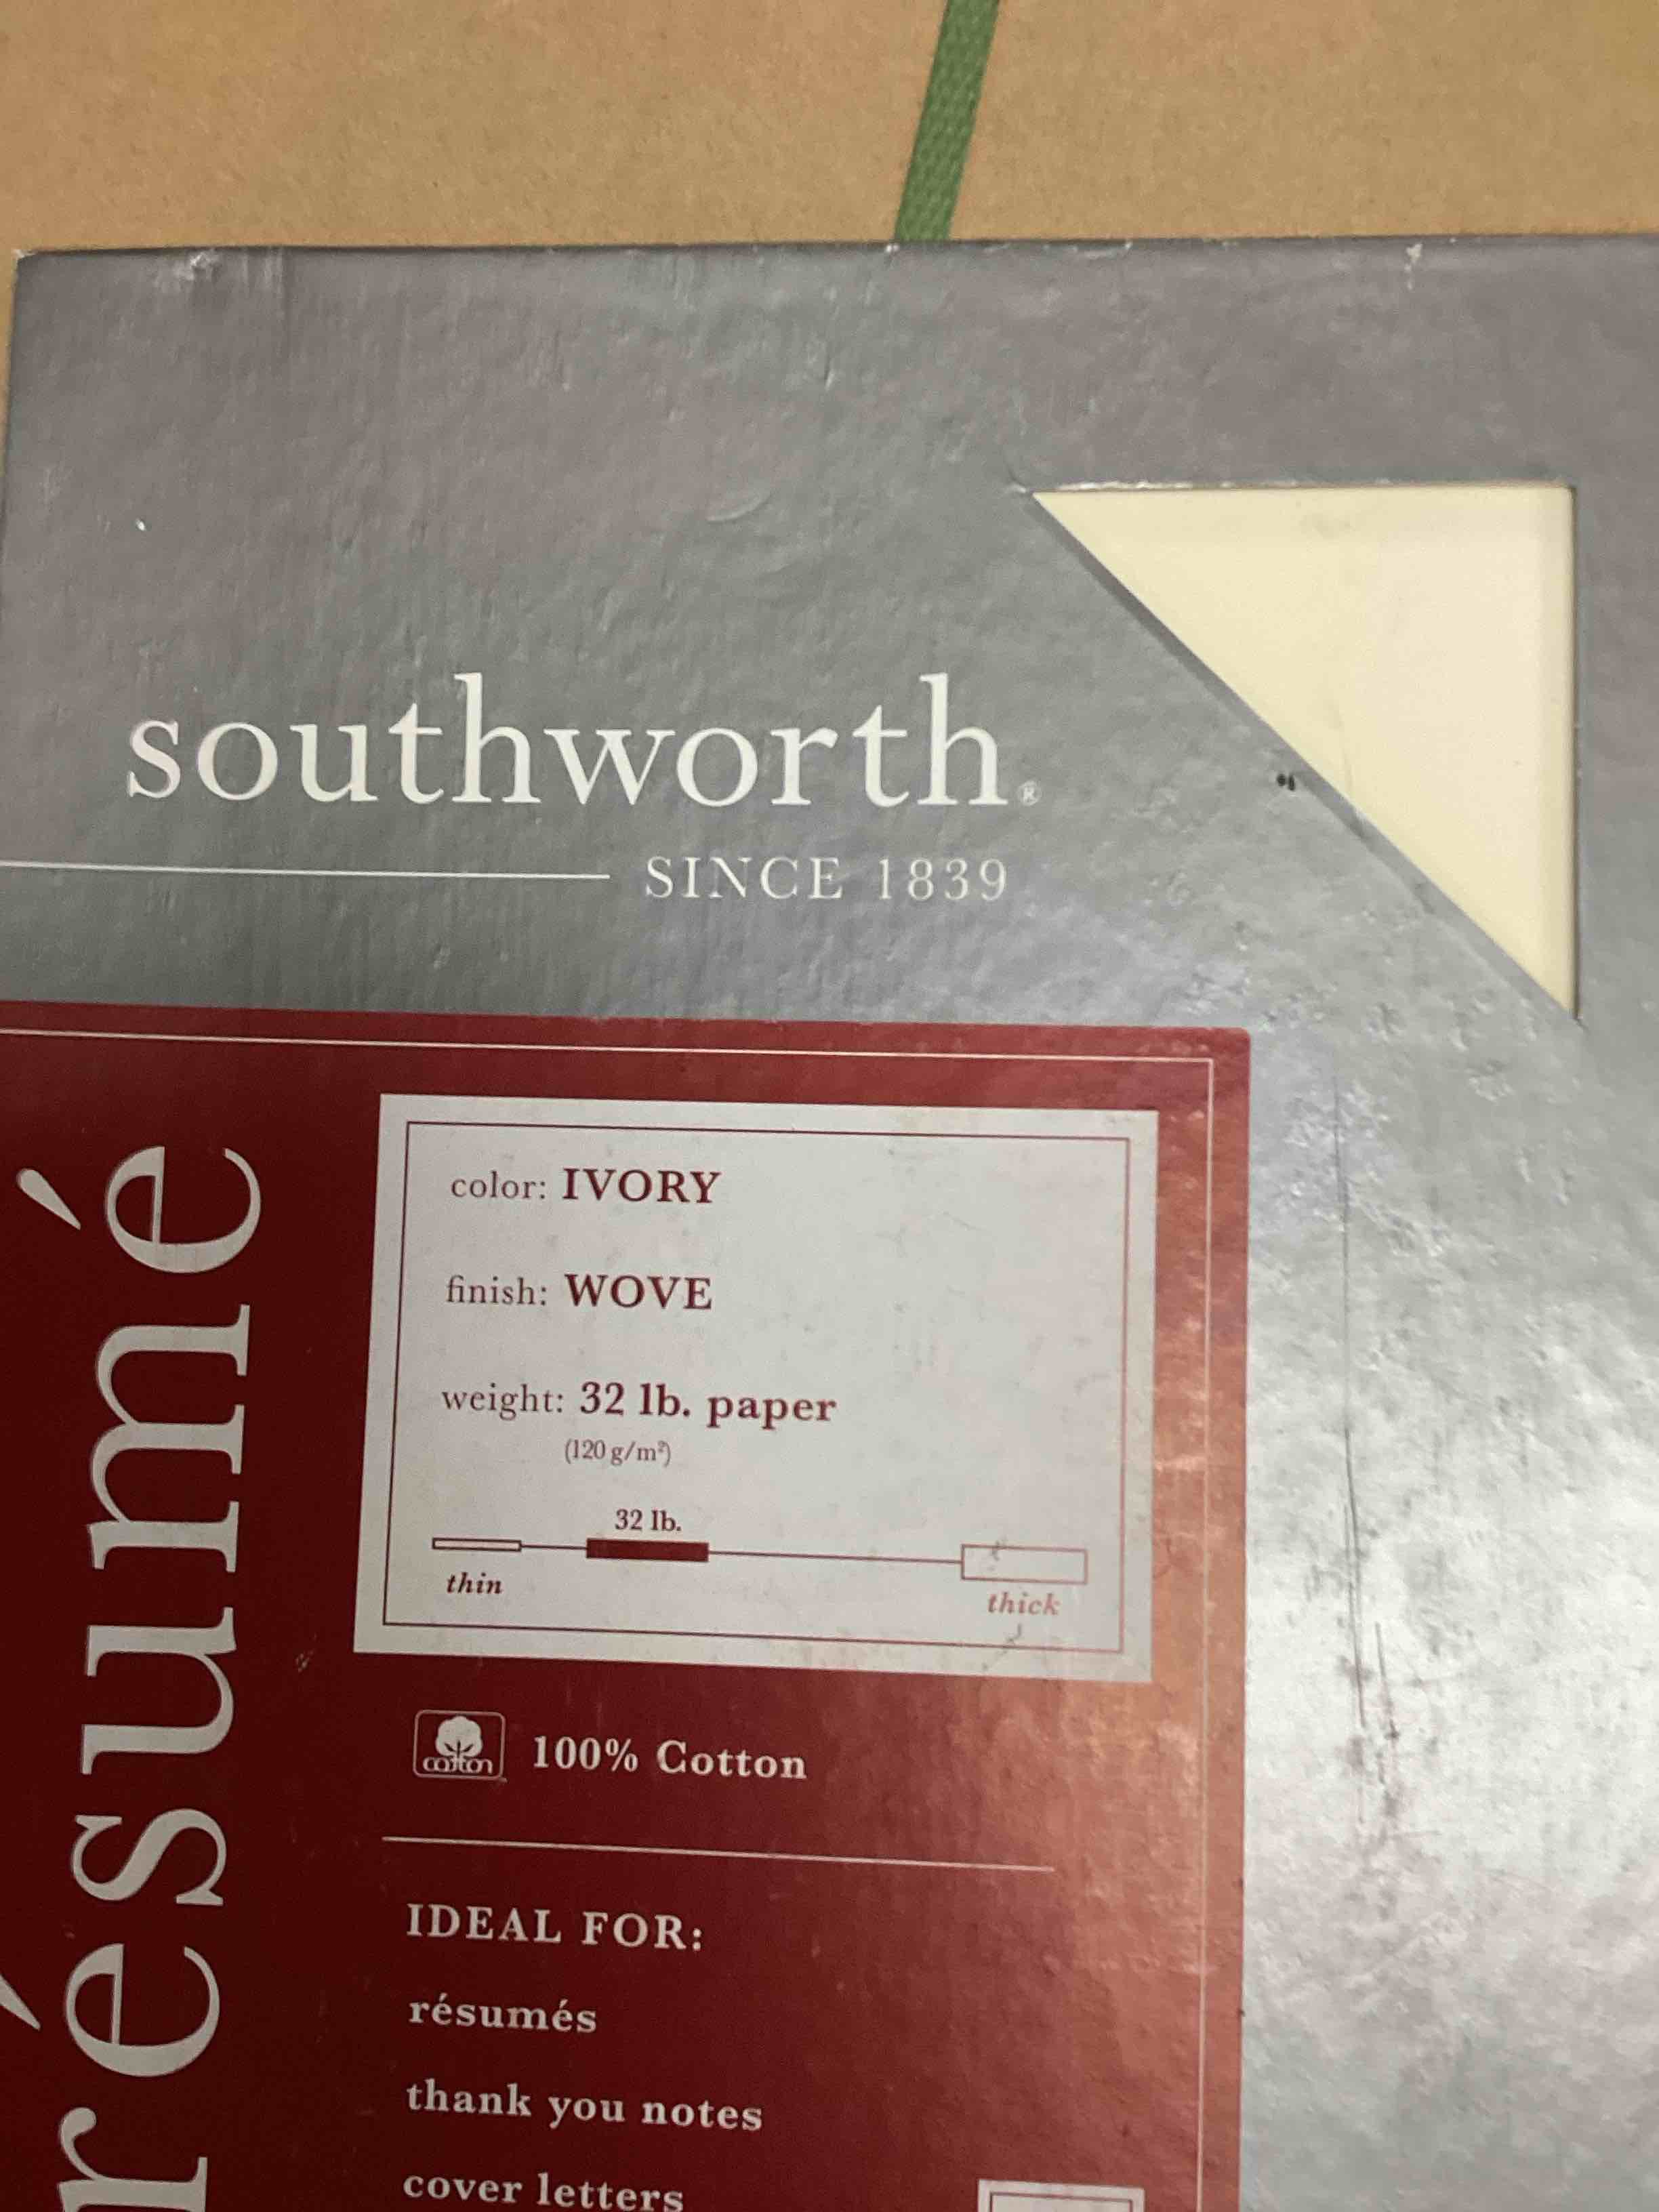 southworth®
SINCE 1839
résumé
color: IVORY
finish: WOVE
weight: 32 lb. paper
(120 g/m²)
32 lb.
thin
thick
cotton
100% Cotton
IDEAL FOR:
résumés
thank you notes
cover letters